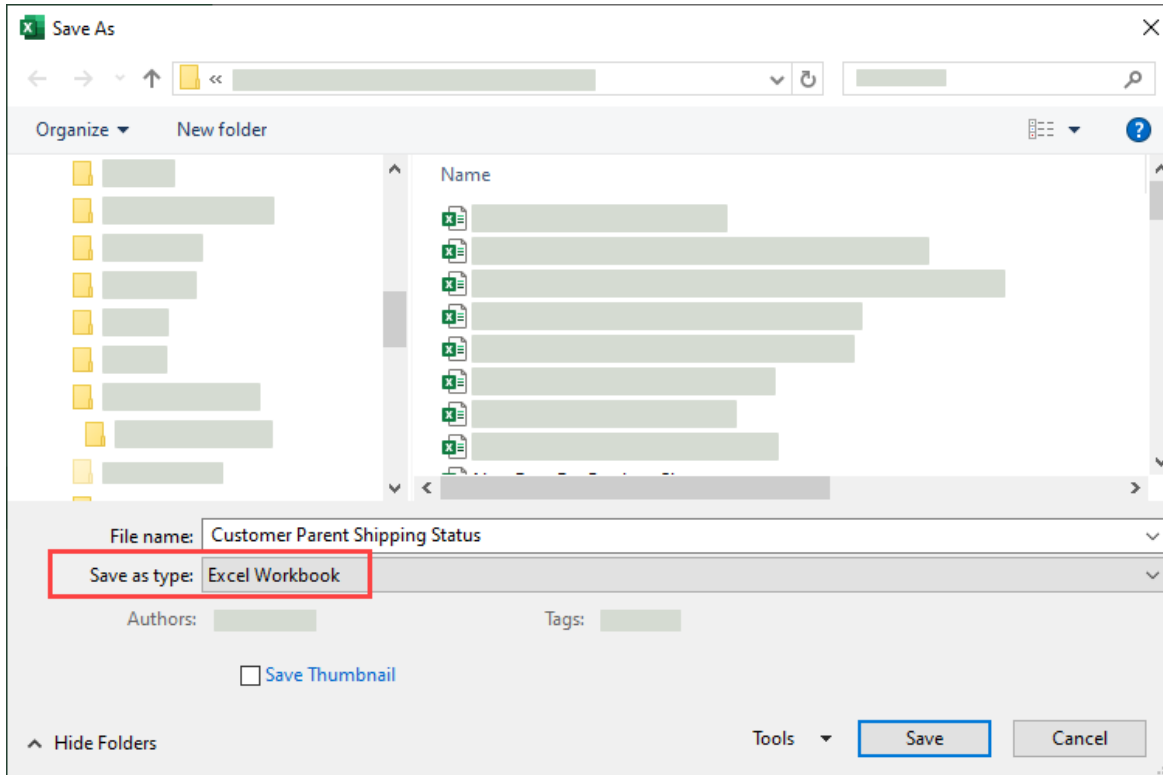 Save As
«
Organize
New folder
Name
File name: Customer Parent Shipping Status
Save as type: Excel Workbook
Authors:
Tags:
Save Thumbnail
Hide Folders
Tools
Save
Cancel